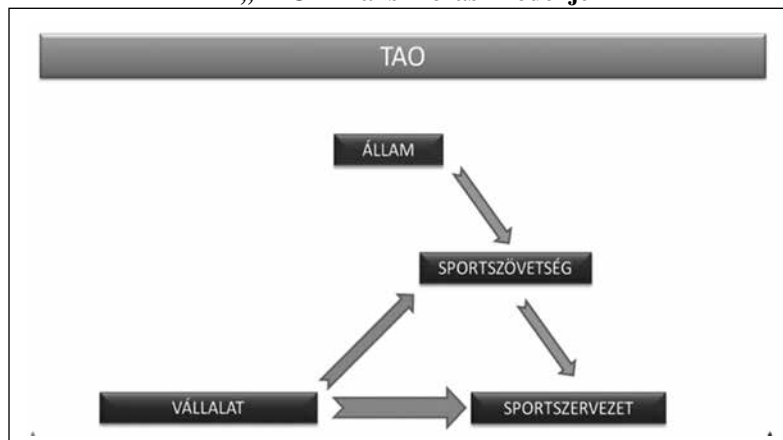 TAO
ÁLLAM
SPORTSZÖVETSÉG
VÁLLALAT
SPORTSZERVEZET